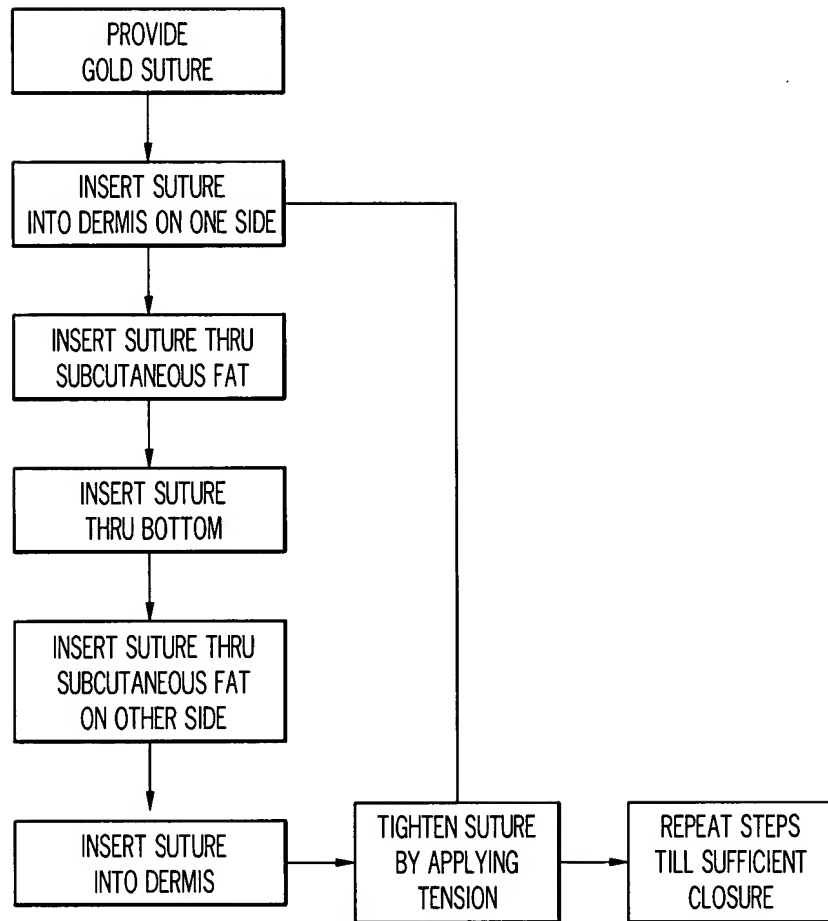 PROVIDE
GOLD SUTURE
INSERT SUTURE
INTO DERMIS ON ONE SIDE
INSERT SUTURE THRU
SUBCUTANEOUS FAT
INSERT SUTURE
THRU BOTTOM
INSERT SUTURE THRU
SUBCUTANEOUS FAT
ON OTHER SIDE
INSERT SUTURE
INTO DERMIS
TIGHTEN SUTURE
BY APPLYING
TENSION
REPEAT STEPS
TILL SUFFICIENT
CLOSURE